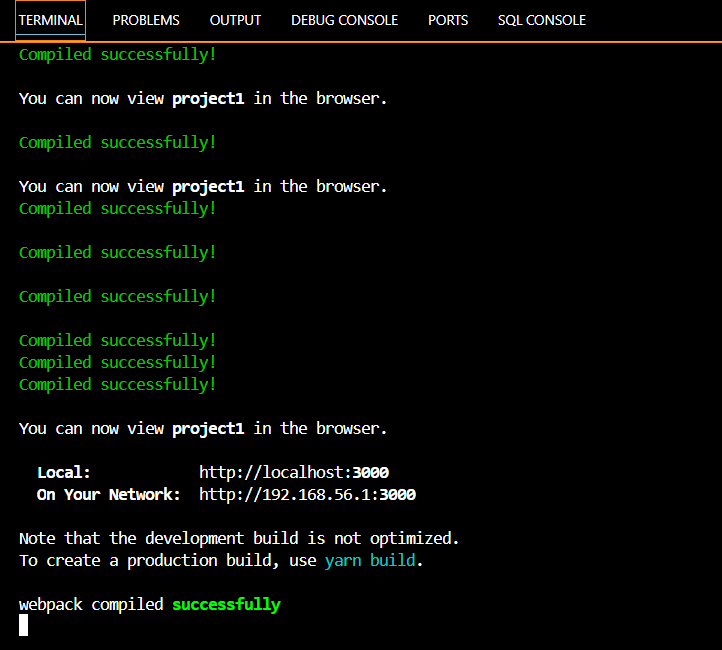 TERMINAL PROBLEMS OUTPUT DEBUG CONSOLE PORTS SQL CONSOLE
Compiled successfully!
You can now view project1 in the browser.
Compiled successfully!
You can now view project1 in the browser.
Compiled successfully!
Compiled successfully!
Compiled successfully!
Compiled successfully!
Compiled successfully!
Compiled successfully!
You can now view project1 in the browser.
Local: http://localhost:3000
On Your Network: http://192.168.56.1:3000
Note that the development build is not optimized.
To create a production build, use yarn build.
webpack compiled successfully